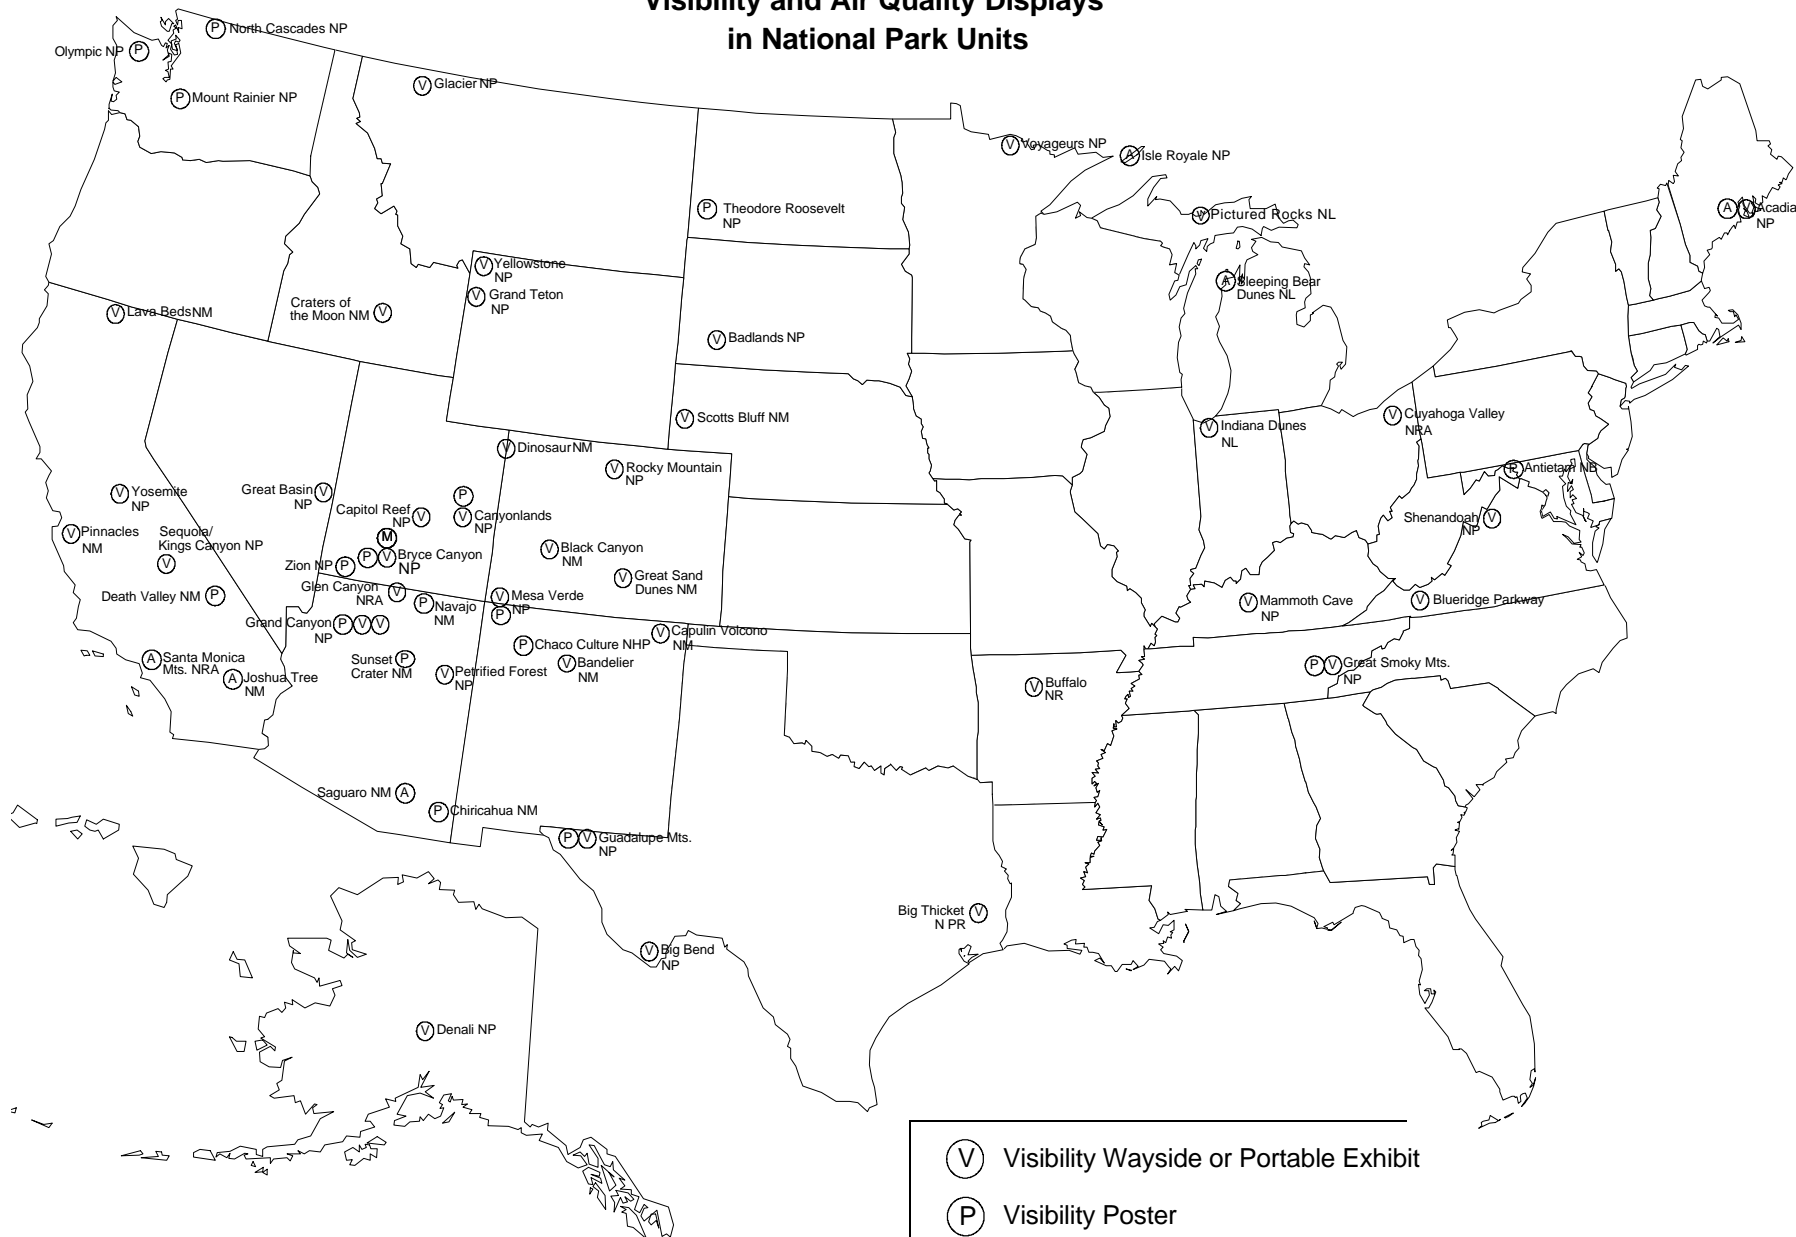 Visibility and Air Quality Displays
in National Park Units
P North Cascades NP
Olympic NP P
P Mount Rainier NP
V Glacier NP
V Voyageurs NP
A Isle Royale NP
P Theodore Roosevelt
NP
V Pictured Rocks NL
A V Acadia
NP
V Yellowstone
NP
V Grand Teton
NP
A Sleeping Bear
Dunes NL
Craters of
the Moon NM V
V Lava Beds NM
V Badlands NP
V Scotts Bluff NM
V Cuyahoga Valley
NRA
V Indiana Dunes
NL
V Dinosaur NM
V Rocky Mountain
NP
P Antietam NB
V Yosemite
NP
Great Basin V
NP
P
V Canyonlands
NP
Capitol Reef V
NP
M
Shenandoah V
NP
V Pinnacles
NM
Sequoia/
Kings Canyon NP
V
P V Bryce Canyon
NP
Zion NP P
V Black Canyon
NM
V Great Sand
Dunes NM
Death Valley NM P
Glen Canyon V
NRA
P Navajo
NM
V Mesa Verde
NP
P
V Mammoth Cave
NP
V Blueridge Parkway
Grand Canyon P V V
NP
P Chaco Culture NHP
V Capulin Volcono
NM
A Santa Monica
Mts. NRA
A Joshua Tree
NM
Sunset P
Crater NM
V Petrified Forest
NP
V Bandelier
NM
P V Great Smoky Mts.
NP
V Buffalo
NR
Saguaro NM A
P Chiricahua NM
P V Guadalupe Mts.
NP
Big Thicket V
N PR
V Big Bend
NP
V Denali NP
V Visibility Wayside or Portable Exhibit
P Visibility Poster